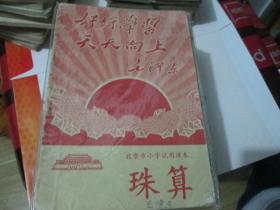 好好学習
天天向上
毛泽东
北京市小学试用课本
珠算